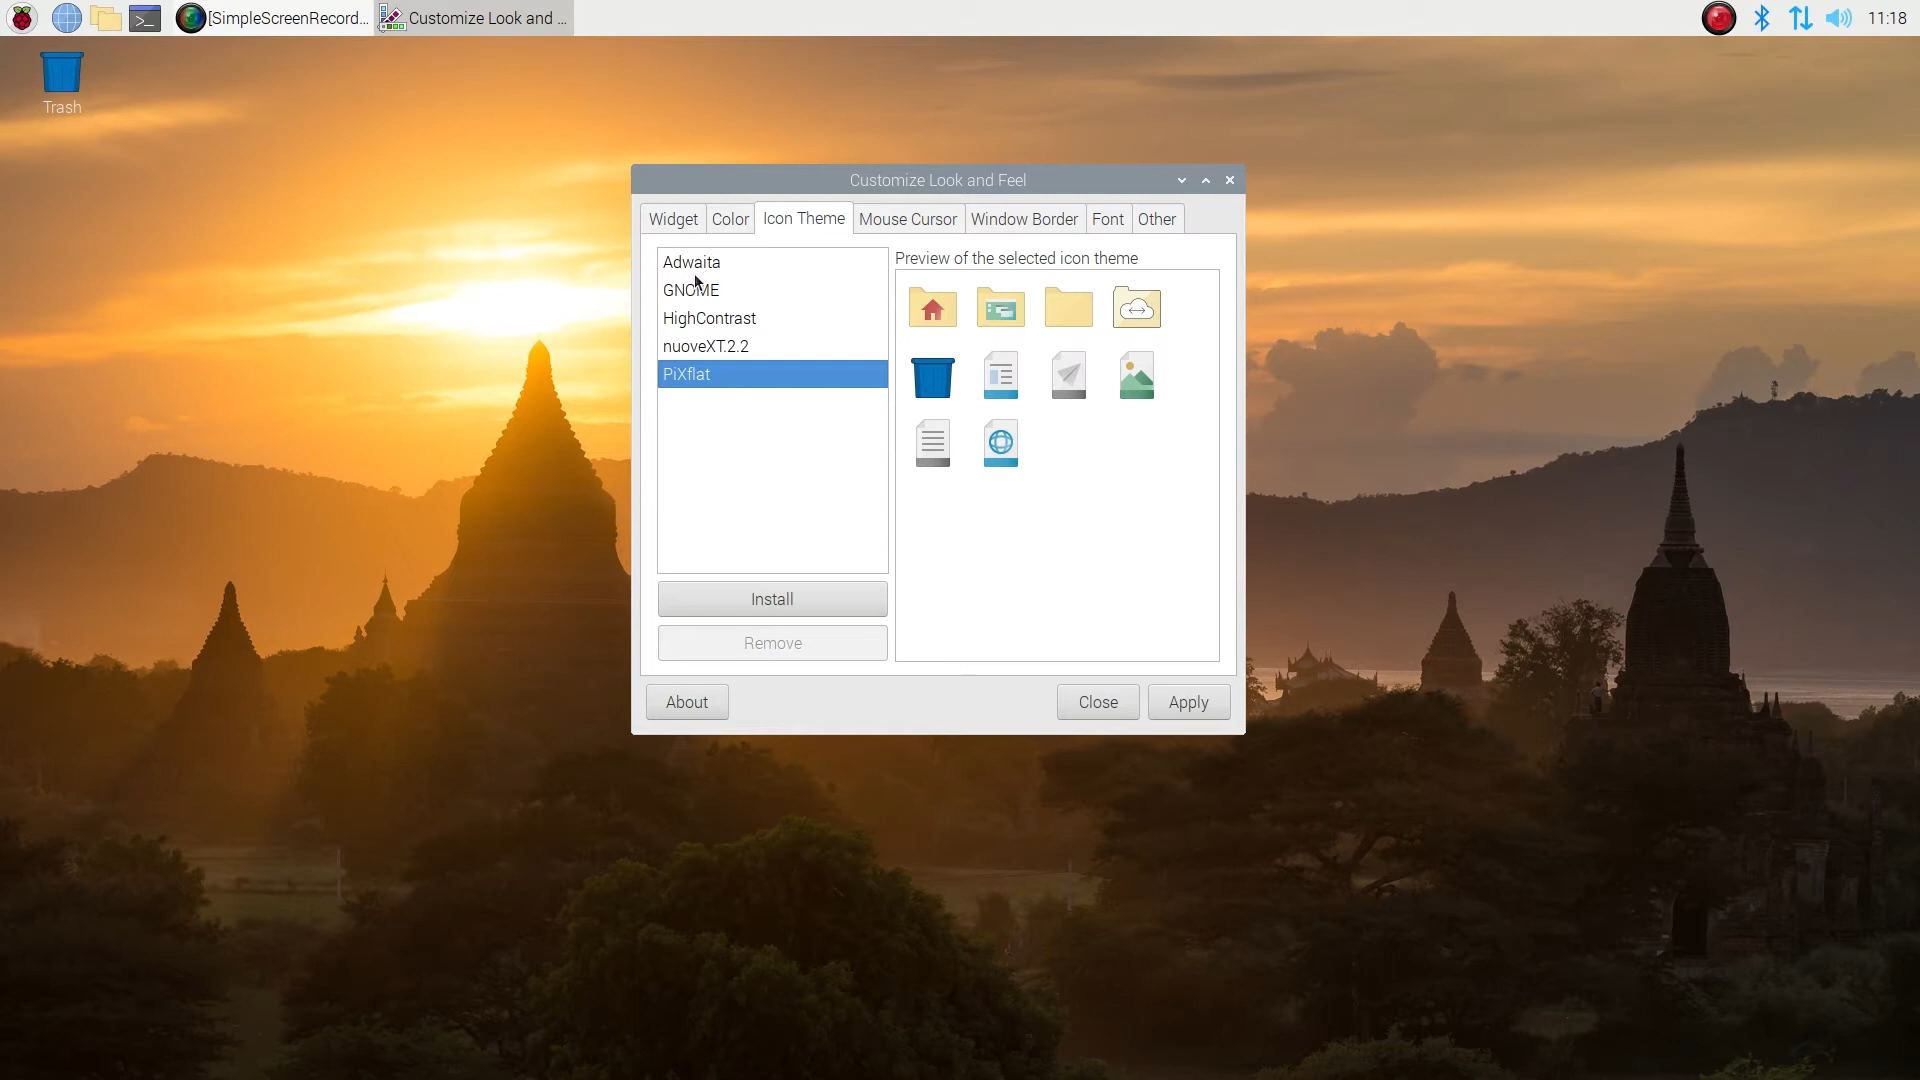 [SimpleScreenRecord... Customize Look and ... 11:18
Trash
Customize Look and Feel
Widget Color Icon Theme Mouse Cursor Window Border Font Other
Adwaita
GNOME
HighContrast
nuoveXT.2.2
PiXflat
Preview of the selected icon theme
Install
Remove
About Close Apply